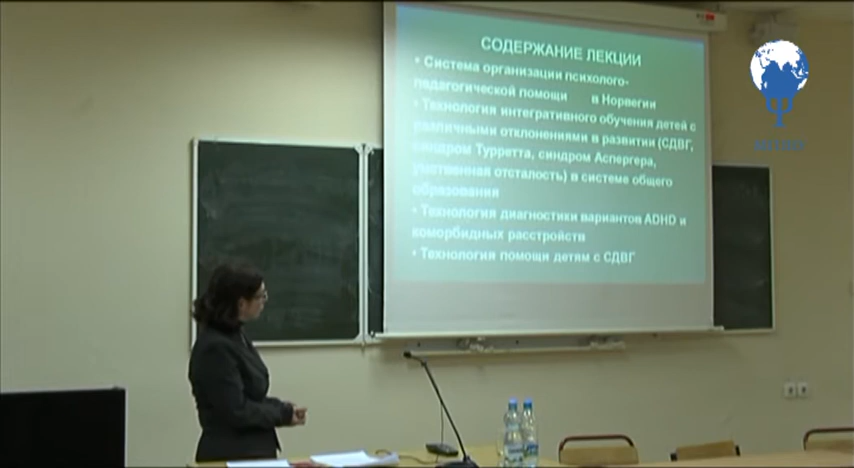 СОДЕРЖАНИЕ ЛЕКЦИИ
• Система организации психолого-
педагогической помощи в Норвегии
• Технология интегративного обучения детей с
различными отклонениями в развитии (СДВГ,
синдром Турретта, синдром Аспергера,
умственная отсталость) в системе общего
образования
• Технология диагностики вариантов ADHD и
коморбидных расстройств
• Технология помощи детям с СДВГ